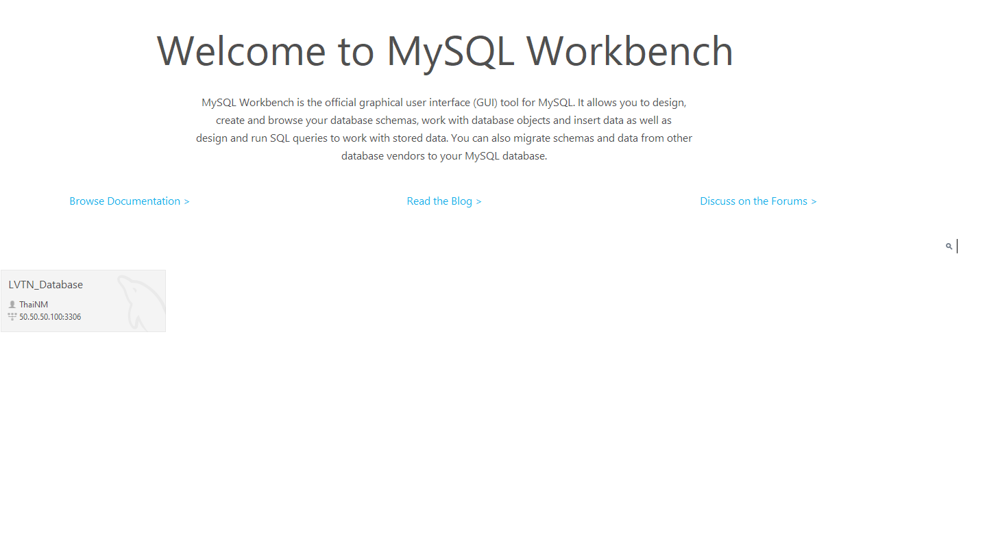 Welcome to MySQL Workbench
MySQL Workbench is the official graphical user interface (GUI) tool for MySQL. It allows you to design,
create and browse your database schemas, work with database objects and insert data as well as
design and run SQL queries to work with stored data. You can also migrate schemas and data from other
database vendors to your MySQL database.
Browse Documentation >
Read the Blog >
Discuss on the Forums >
LVTN_Database
ThaiNM
50.50.50.100:3306